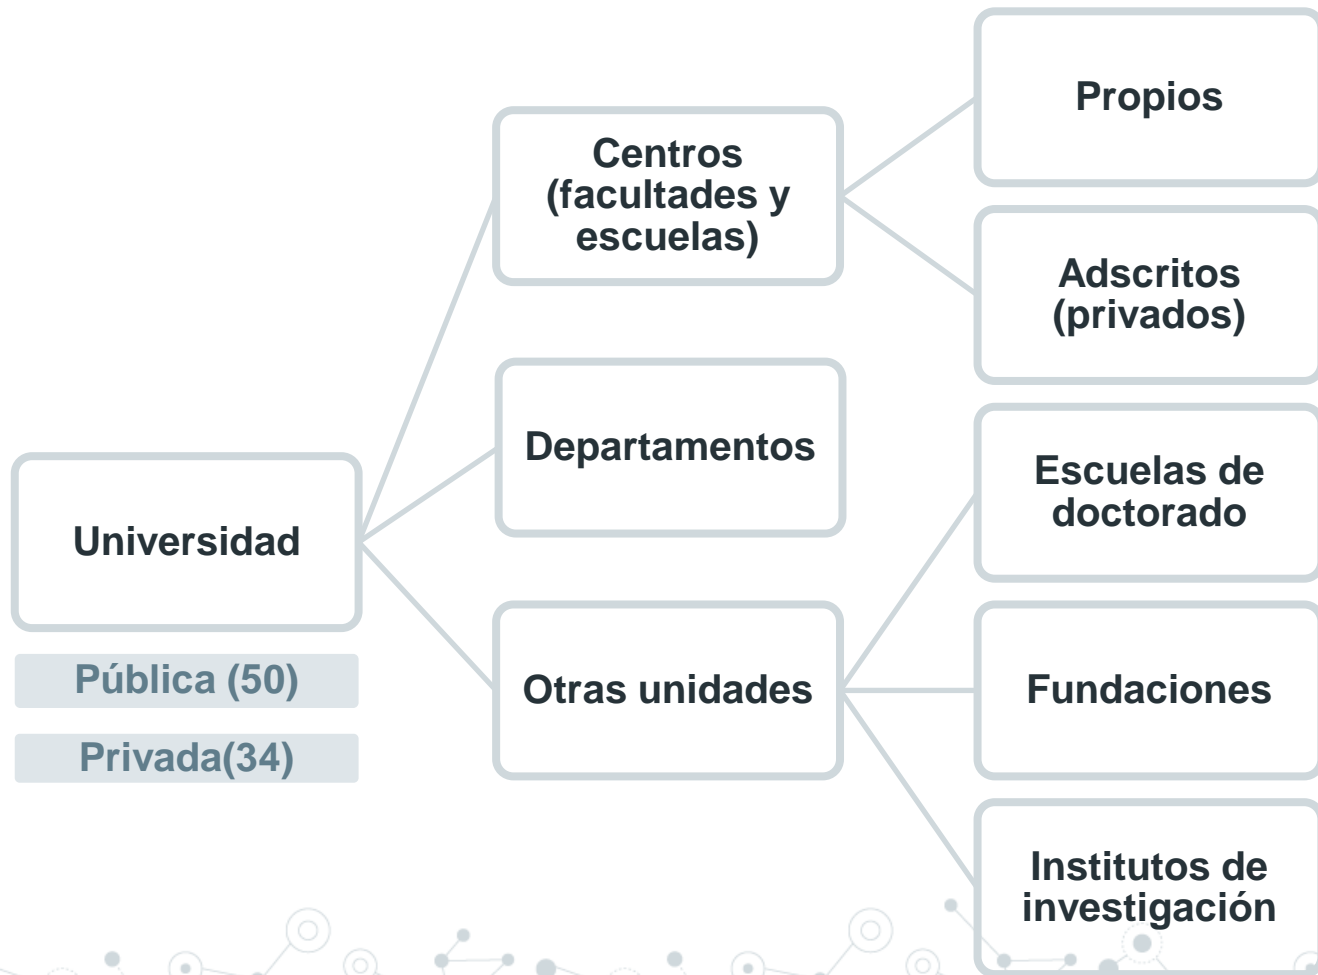 Universidad
Pública (50)
Privada(34)
Centros
(facultades y
escuelas)
Departamentos
Otras unidades
Propios
Adscritos
(privados)
Escuelas de
doctorado
Fundaciones
Institutos de
investigación